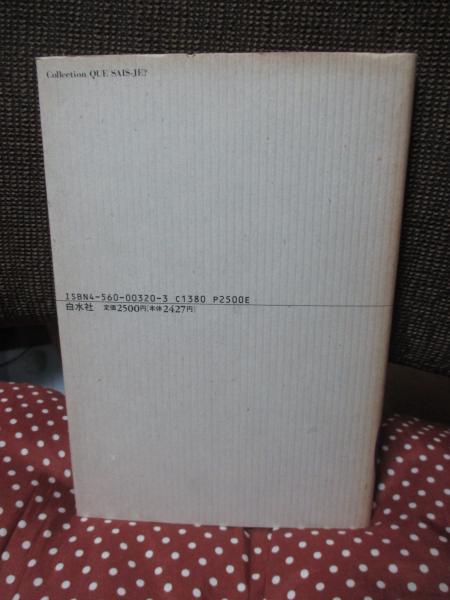 Collection QUE SAIS-JE?
ISBN4-560-00320-3 C1380 P2500E
白水社 定価2500円[本体2427円]